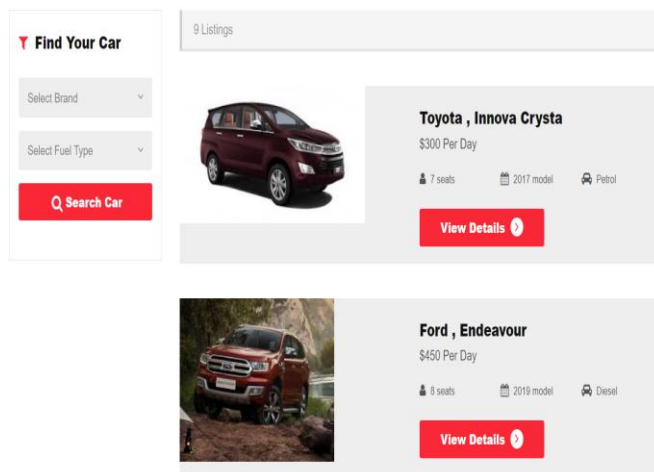 Find Your Car
Select Brand
Select Fuel Type
Search Car
9 Listings
Toyota , Innova Crysta
$300 Per Day
7 seats 2017 model Petrol
View Details
Ford , Endeavour
$450 Per Day
8 seats 2019 model Diesel
View Details